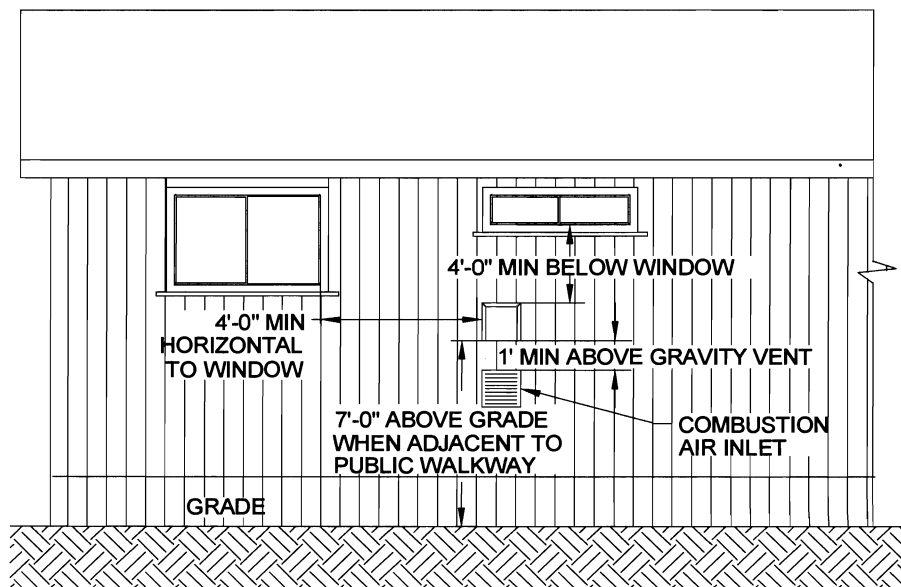 4'-0" MIN BELOW WINDOW
4'-0" MIN
HORIZONTAL
TO WINDOW
1' MIN ABOVE GRAVITY VENT
7'-0" ABOVE GRADE
WHEN ADJACENT TO
PUBLIC WALKWAY
COMBUSTION
AIR INLET
GRADE